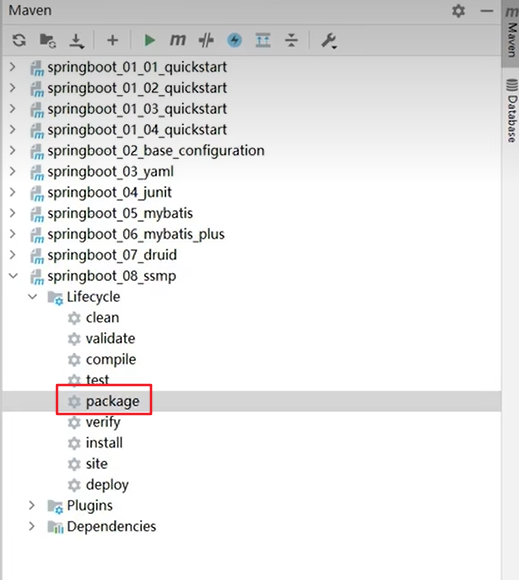 Maven
springboot_01_01_quickstart
springboot_01_02_quickstart
springboot_01_03_quickstart
springboot_01_04_quickstart
springboot_02_base_configuration
springboot_03_yaml
springboot_04_junit
springboot_05_mybatis
springboot_06_mybatis_plus
springboot_07_druid
springboot_08_ssmp
Lifecycle
clean
validate
compile
test
package
verify
install
site
deploy
Plugins
Dependencies
Maven
Database